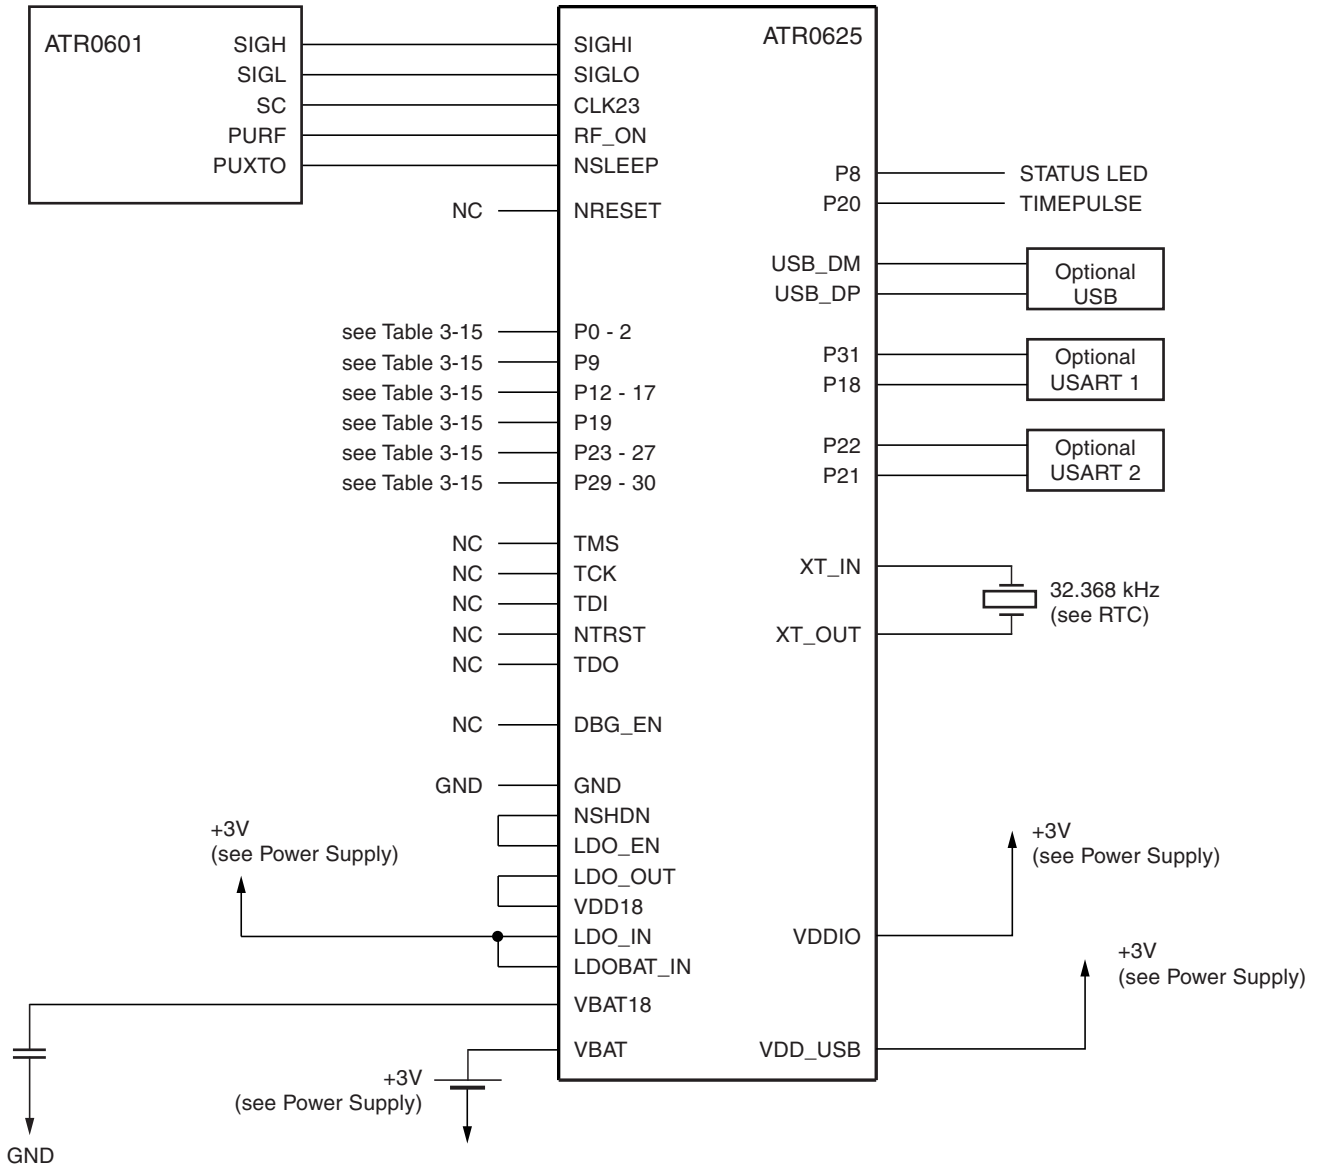 ATR0601
SIGH
SIGL
SC
PURF
PUXTO
ATR0625
SIGHI
SIGLO
CLK23
RF_ON
NSLEEP
NC
NRESET
see Table 3-15
P0 - 2
see Table 3-15
P9
see Table 3-15
P12 - 17
see Table 3-15
P19
see Table 3-15
P23 - 27
see Table 3-15
P29 - 30
NC
TMS
NC
TCK
NC
TDI
NC
NTRST
NC
TDO
NC
DBG_EN
GND
GND
NSHDN
LDO_EN
LDO_OUT
VDD18
LDO_IN
LDOBAT_IN
VBAT18
VBAT
+3V
(see Power Supply)
GND
+3V
(see Power Supply)
P8
STATUS LED
P20
TIMEPULSE
USB_DM
USB_DP
Optional
USB
P31
P18
Optional
USART 1
P22
P21
Optional
USART 2
XT_IN
XT_OUT
32.368 kHz
(see RTC)
VDDIO
+3V
(see Power Supply)
VDD_USB
+3V
(see Power Supply)